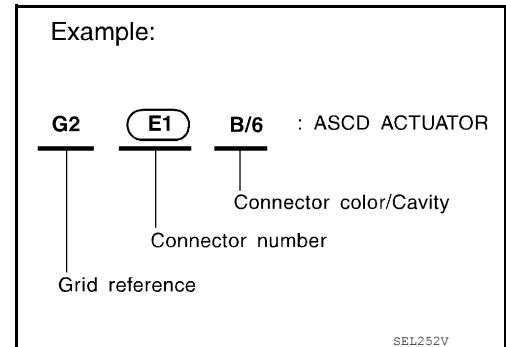 Example:
G2 E1 B/6 : ASCD ACTUATOR
Connector color/Cavity
Connector number
Grid reference
SEL252V